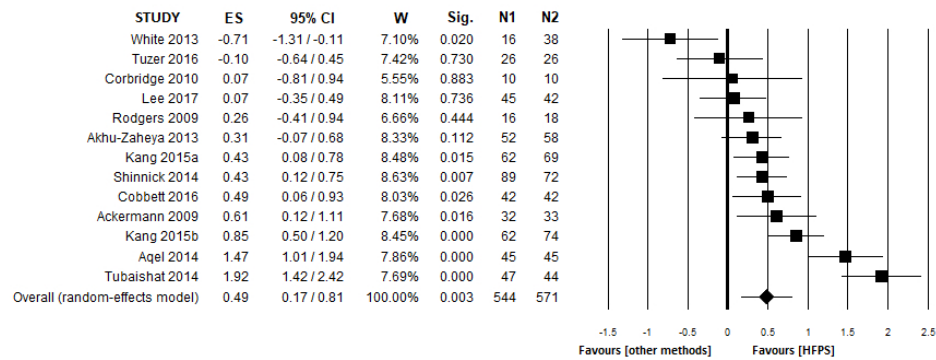 STUDY ES 95% CI W Sig. N1 N2
White 2013 -0.71 -1.31 / -0.11 7.10% 0.020 16 38
Tuzer 2016 -0.10 -0.64 / 0.45 7.42% 0.730 26 26
Corbridge 2010 0.07 -0.81 / 0.94 5.55% 0.883 10 10
Lee 2017 0.07 -0.35 / 0.49 8.11% 0.736 45 42
Rodgers 2009 0.26 -0.41 / 0.94 6.66% 0.444 16 18
Akhu-Zaheya 2013 0.31 -0.07 / 0.68 8.33% 0.112 52 58
Kang 2015a 0.43 0.08 / 0.78 8.48% 0.015 62 69
Shinnick 2014 0.43 0.12 / 0.75 8.63% 0.007 89 72
Cobbett 2016 0.49 0.06 / 0.93 8.03% 0.026 42 42
Ackermann 2009 0.61 0.12 / 1.11 7.68% 0.016 32 33
Kang 2015b 0.85 0.50 / 1.20 8.45% 0.000 62 74
Aqel 2014 1.47 1.01 / 1.94 7.86% 0.000 45 45
Tubaishat 2014 1.92 1.42 / 2.42 7.69% 0.000 47 44
Overall (random-effects model) 0.49 0.17 / 0.81 100.00% 0.003 544 571
-1.5 -1 -0.5 0 0.5 1 1.5 2 2.5
Favours [other methods] Favours [HFPS]